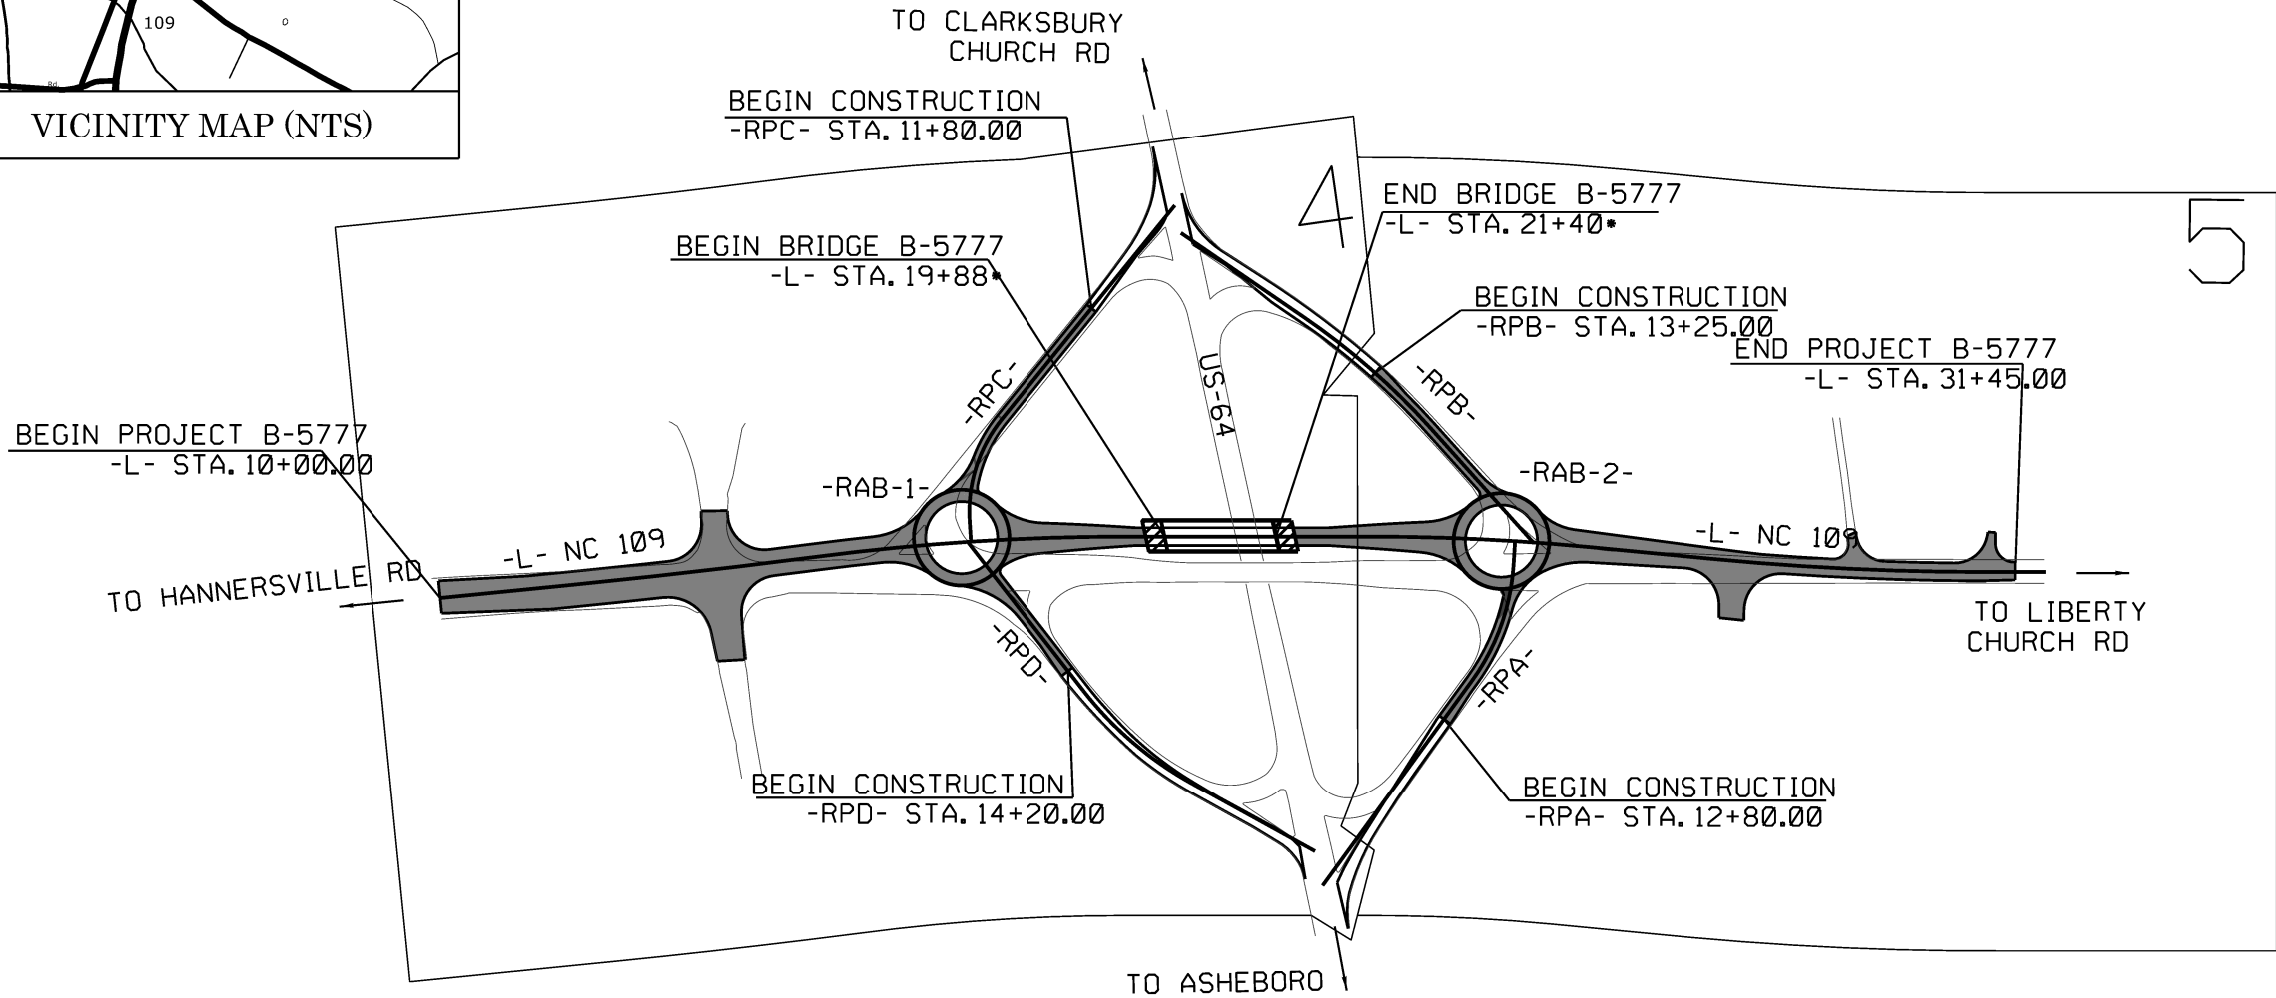 109
Rd.
VICINITY MAP (NTS)
TO CLARKSBURY
CHURCH RD
BEGIN CONSTRUCTION
-RPC- STA. 11+80.00
4
5
END BRIDGE B-5777
-L- STA. 21+40*
BEGIN BRIDGE B-5777
-L- STA. 19+88*
BEGIN CONSTRUCTION
-RPB- STA. 13+25.00
END PROJECT B-5777
-L- STA. 31+45.00
-RPC-
US-64
-RPB-
BEGIN PROJECT B-5777
-L- STA. 10+00.00
-RAB-1-
-RAB-2-
-L- NC 109
-L- NC 109
TO HANNERSVILLE RD
TO LIBERTY
CHURCH RD
-RPD-
-RPA-
BEGIN CONSTRUCTION
-RPD- STA. 14+20.00
BEGIN CONSTRUCTION
-RPA- STA. 12+80.00
TO ASHEBORO